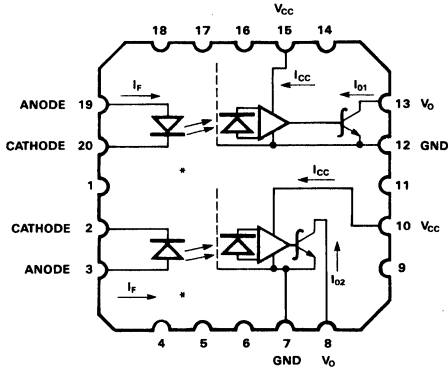 VCC
18 17 16 15 14
IF
ICC
IO1
ANODE 19
13 VO
CATHODE 20
12 GND
*
ICC
1
11
CATHODE 2
10 VCC
ANODE 3
9
IO2
IF
*
4 5 6 7 8
GND VO